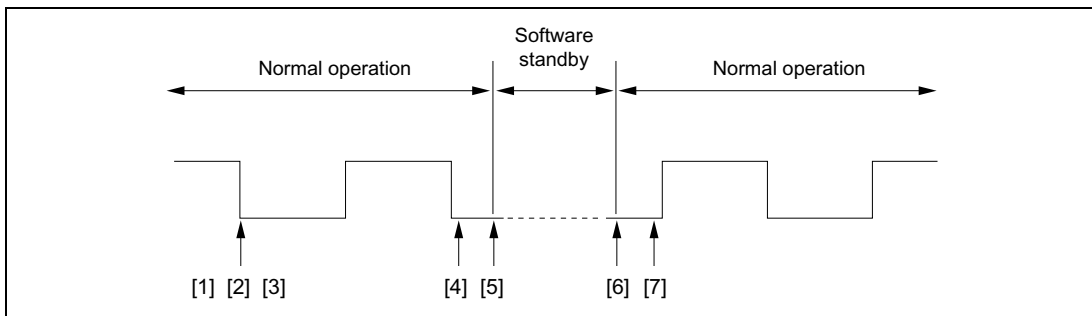 Software
standby
Normal operation
Normal operation
[1] [2] [3]
[4] [5]
[6] [7]